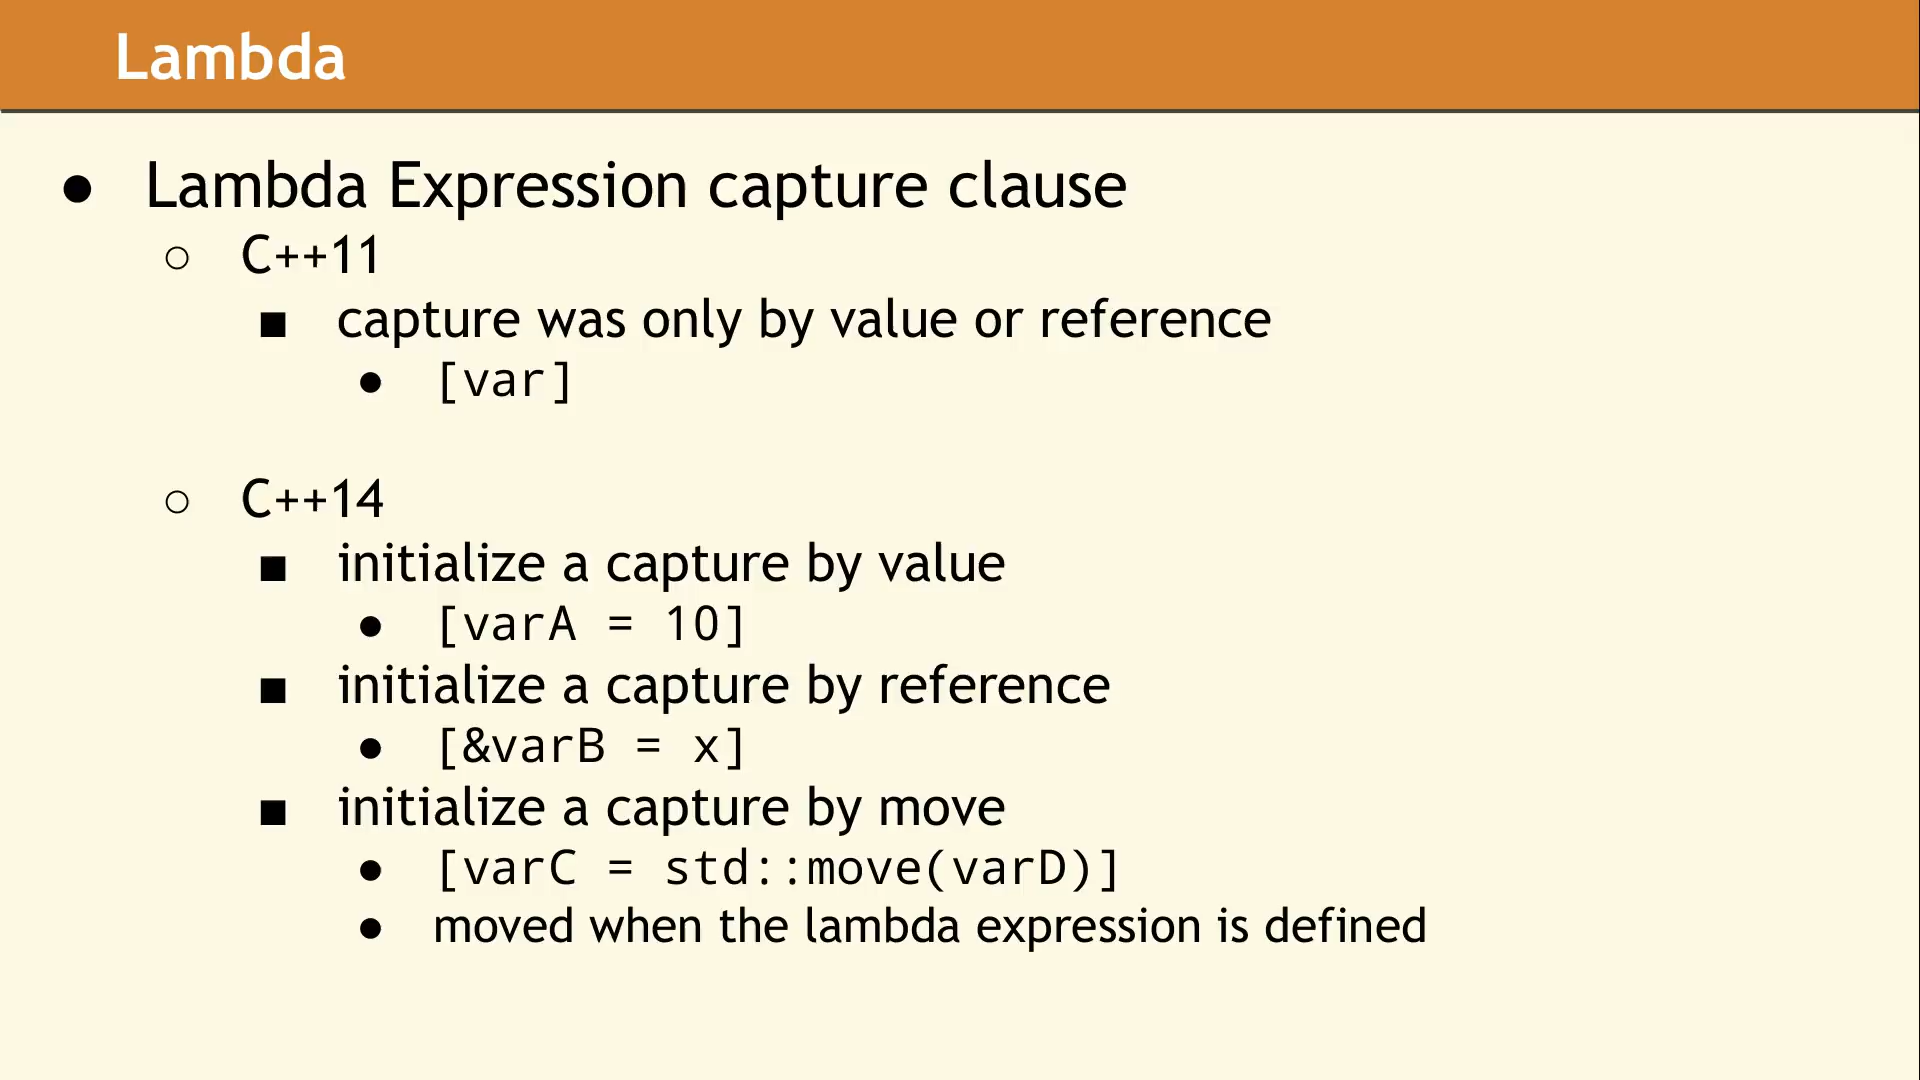 Lambda
● Lambda Expression capture clause
○ C++11
■ capture was only by value or reference
● [var]
○ C++14
■ initialize a capture by value
● [varA = 10]
■ initialize a capture by reference
● [&varB = x]
■ initialize a capture by move
● [varC = std::move(varD)]
● moved when the lambda expression is defined